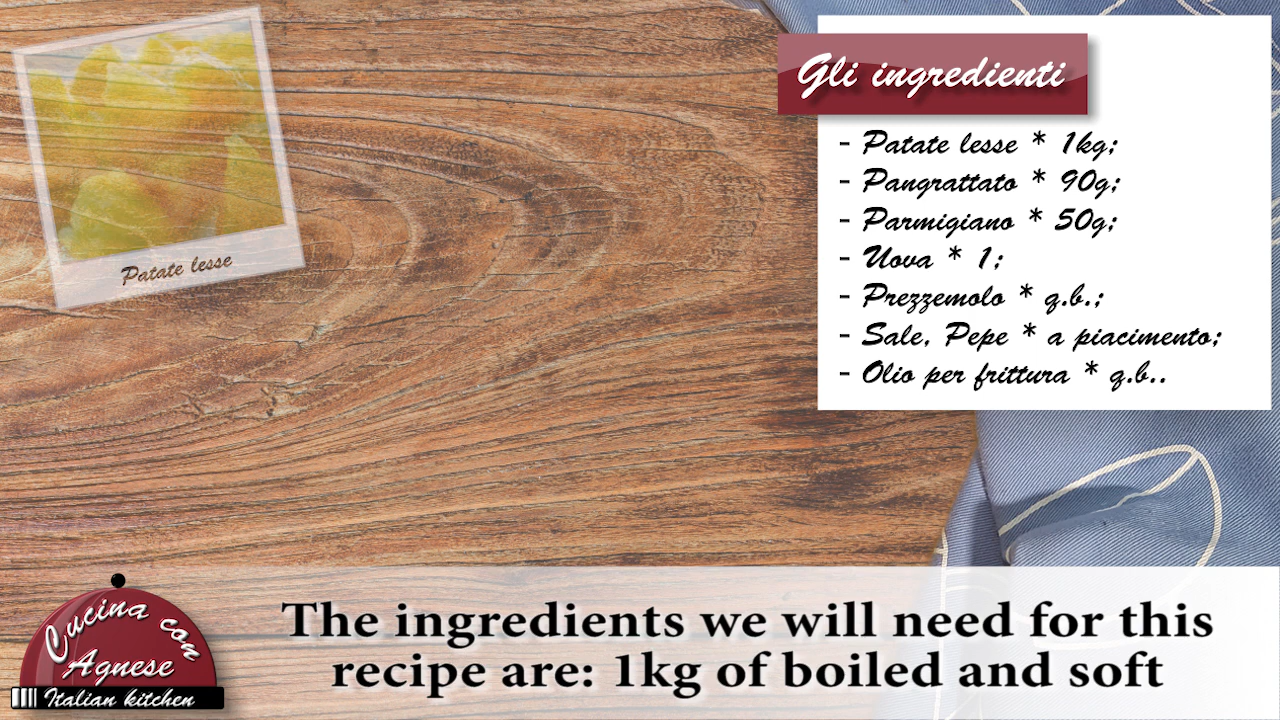 Gli ingredienti
- Patate lesse * 1kg;
- Pangrattato * 90g;
- Parmigiano * 50g;
- Uova * 1;
- Prezzemolo * q.b.;
- Sale, Pepe * a piacimento;
- Olio per frittura * q.b..
Patate lesse
The ingredients we will need for this
recipe are: 1kg of boiled and soft
Cucina con
Agnese
Italian kitchen